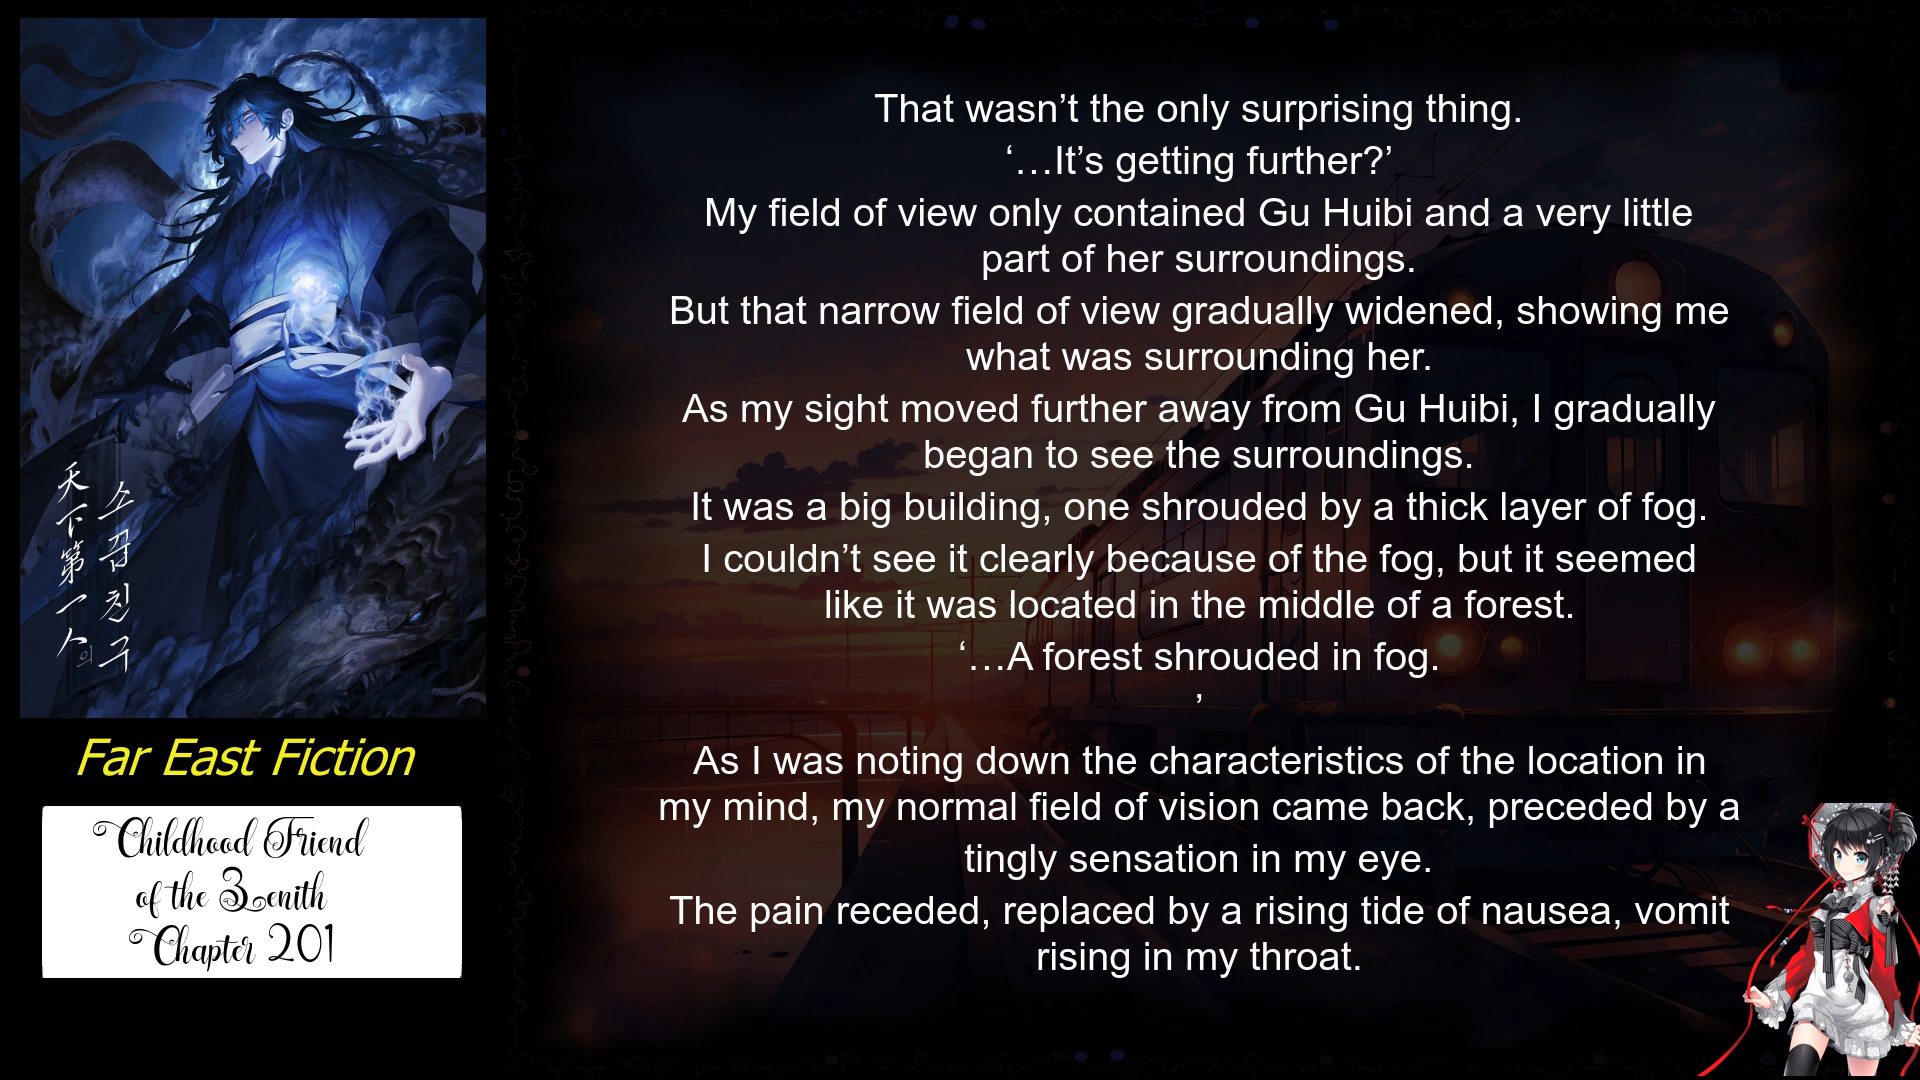 天下第一人의
소꿉친구
Far East Fiction
Childhood Friend
of the Zenith
Chapter 201
That wasn’t the only surprising thing.
‘…It’s getting further?’
My field of view only contained Gu Huibi and a very little
part of her surroundings.
But that narrow field of view gradually widened, showing me
what was surrounding her.
As my sight moved further away from Gu Huibi, I gradually
began to see the surroundings.
It was a big building, one shrouded by a thick layer of fog.
I couldn’t see it clearly because of the fog, but it seemed
like it was located in the middle of a forest.
‘…A forest shrouded in fog.
’
As I was noting down the characteristics of the location in
my mind, my normal field of vision came back, preceded by a
tingly sensation in my eye.
The pain receded, replaced by a rising tide of nausea, vomit
rising in my throat.